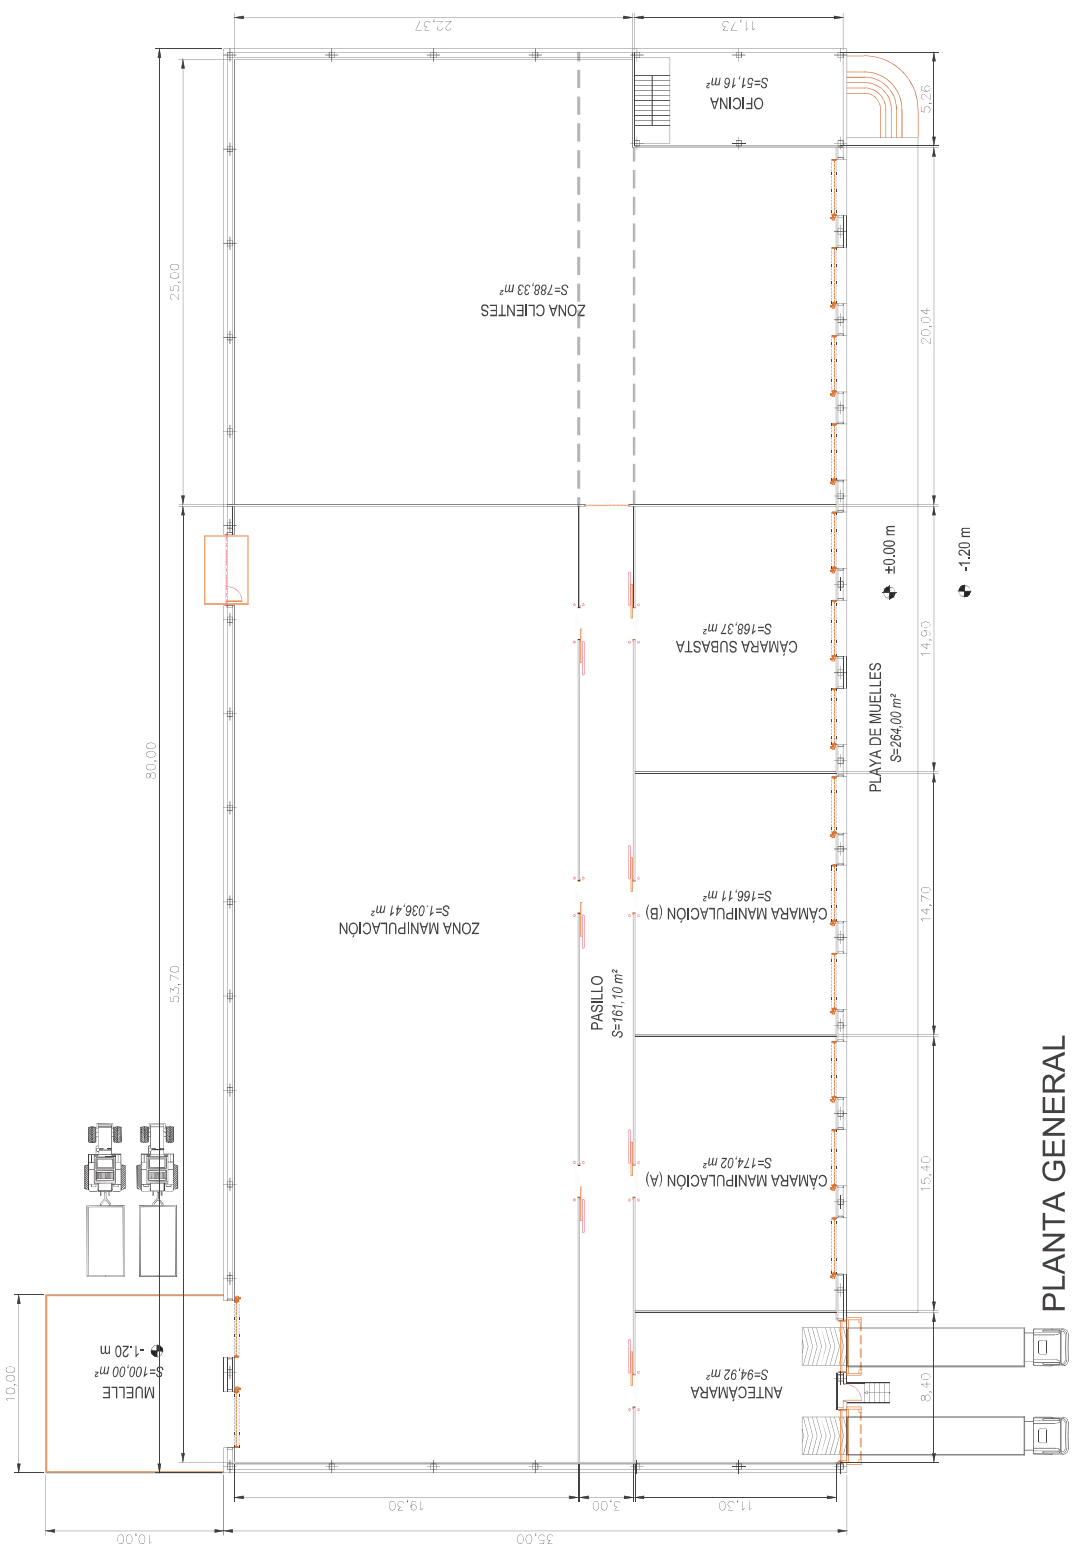 22,37
11,73
OFICINA
S=51,16 m²
5,26
25,00
ZONA CLIENTES
S=788,33 m²
20,04
80,00
53,70
CÁMARA SUBASTA
S=168,37 m²
±0.00 m
-1.20 m
14,90
PLAYA DE MUELLES
S=264,00 m²
ZONA MANIPULACIÓN
S=1.036,41 m²
CÁMARA MANIPULACIÓN (B)
S=166,11 m²
14,70
PASILLO
S=161,10 m²
CÁMARA MANIPULACIÓN (A)
S=174,02 m²
15,40
10,00
MUELLE
S=100,00 m²
-1.20 m
ANTECÁMARA
S=94,92 m²
8,40
10,00
19,30
3,00
11,30
35,00
PLANTA GENERAL